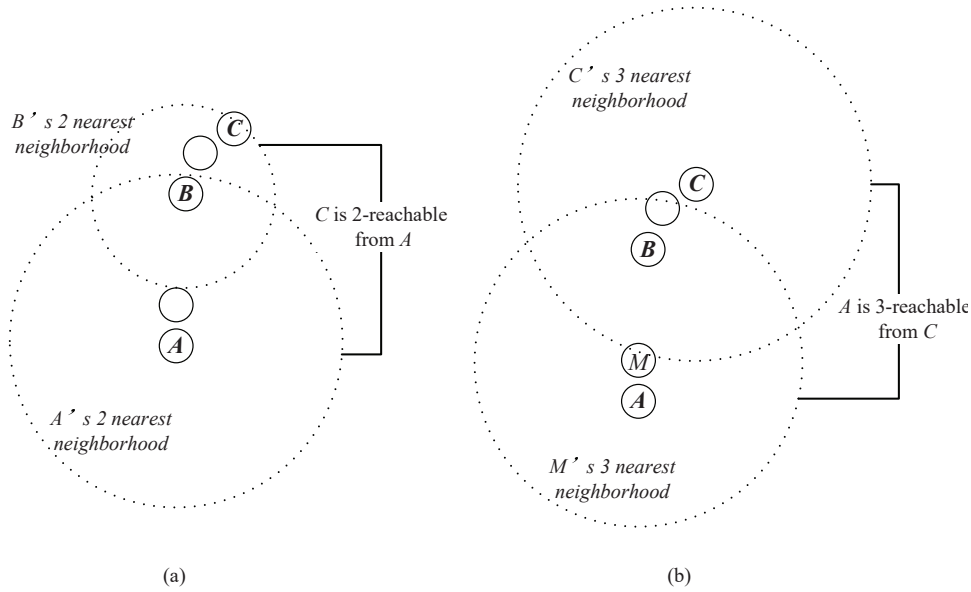 B’s 2 nearest
neighborhood
C
B
C is 2-reachable
from A
A
A’s 2 nearest
neighborhood
(a)
C’s 3 nearest
neighborhood
C
B
A is 3-reachable
from C
M
A
M’s 3 nearest
neighborhood
(b)